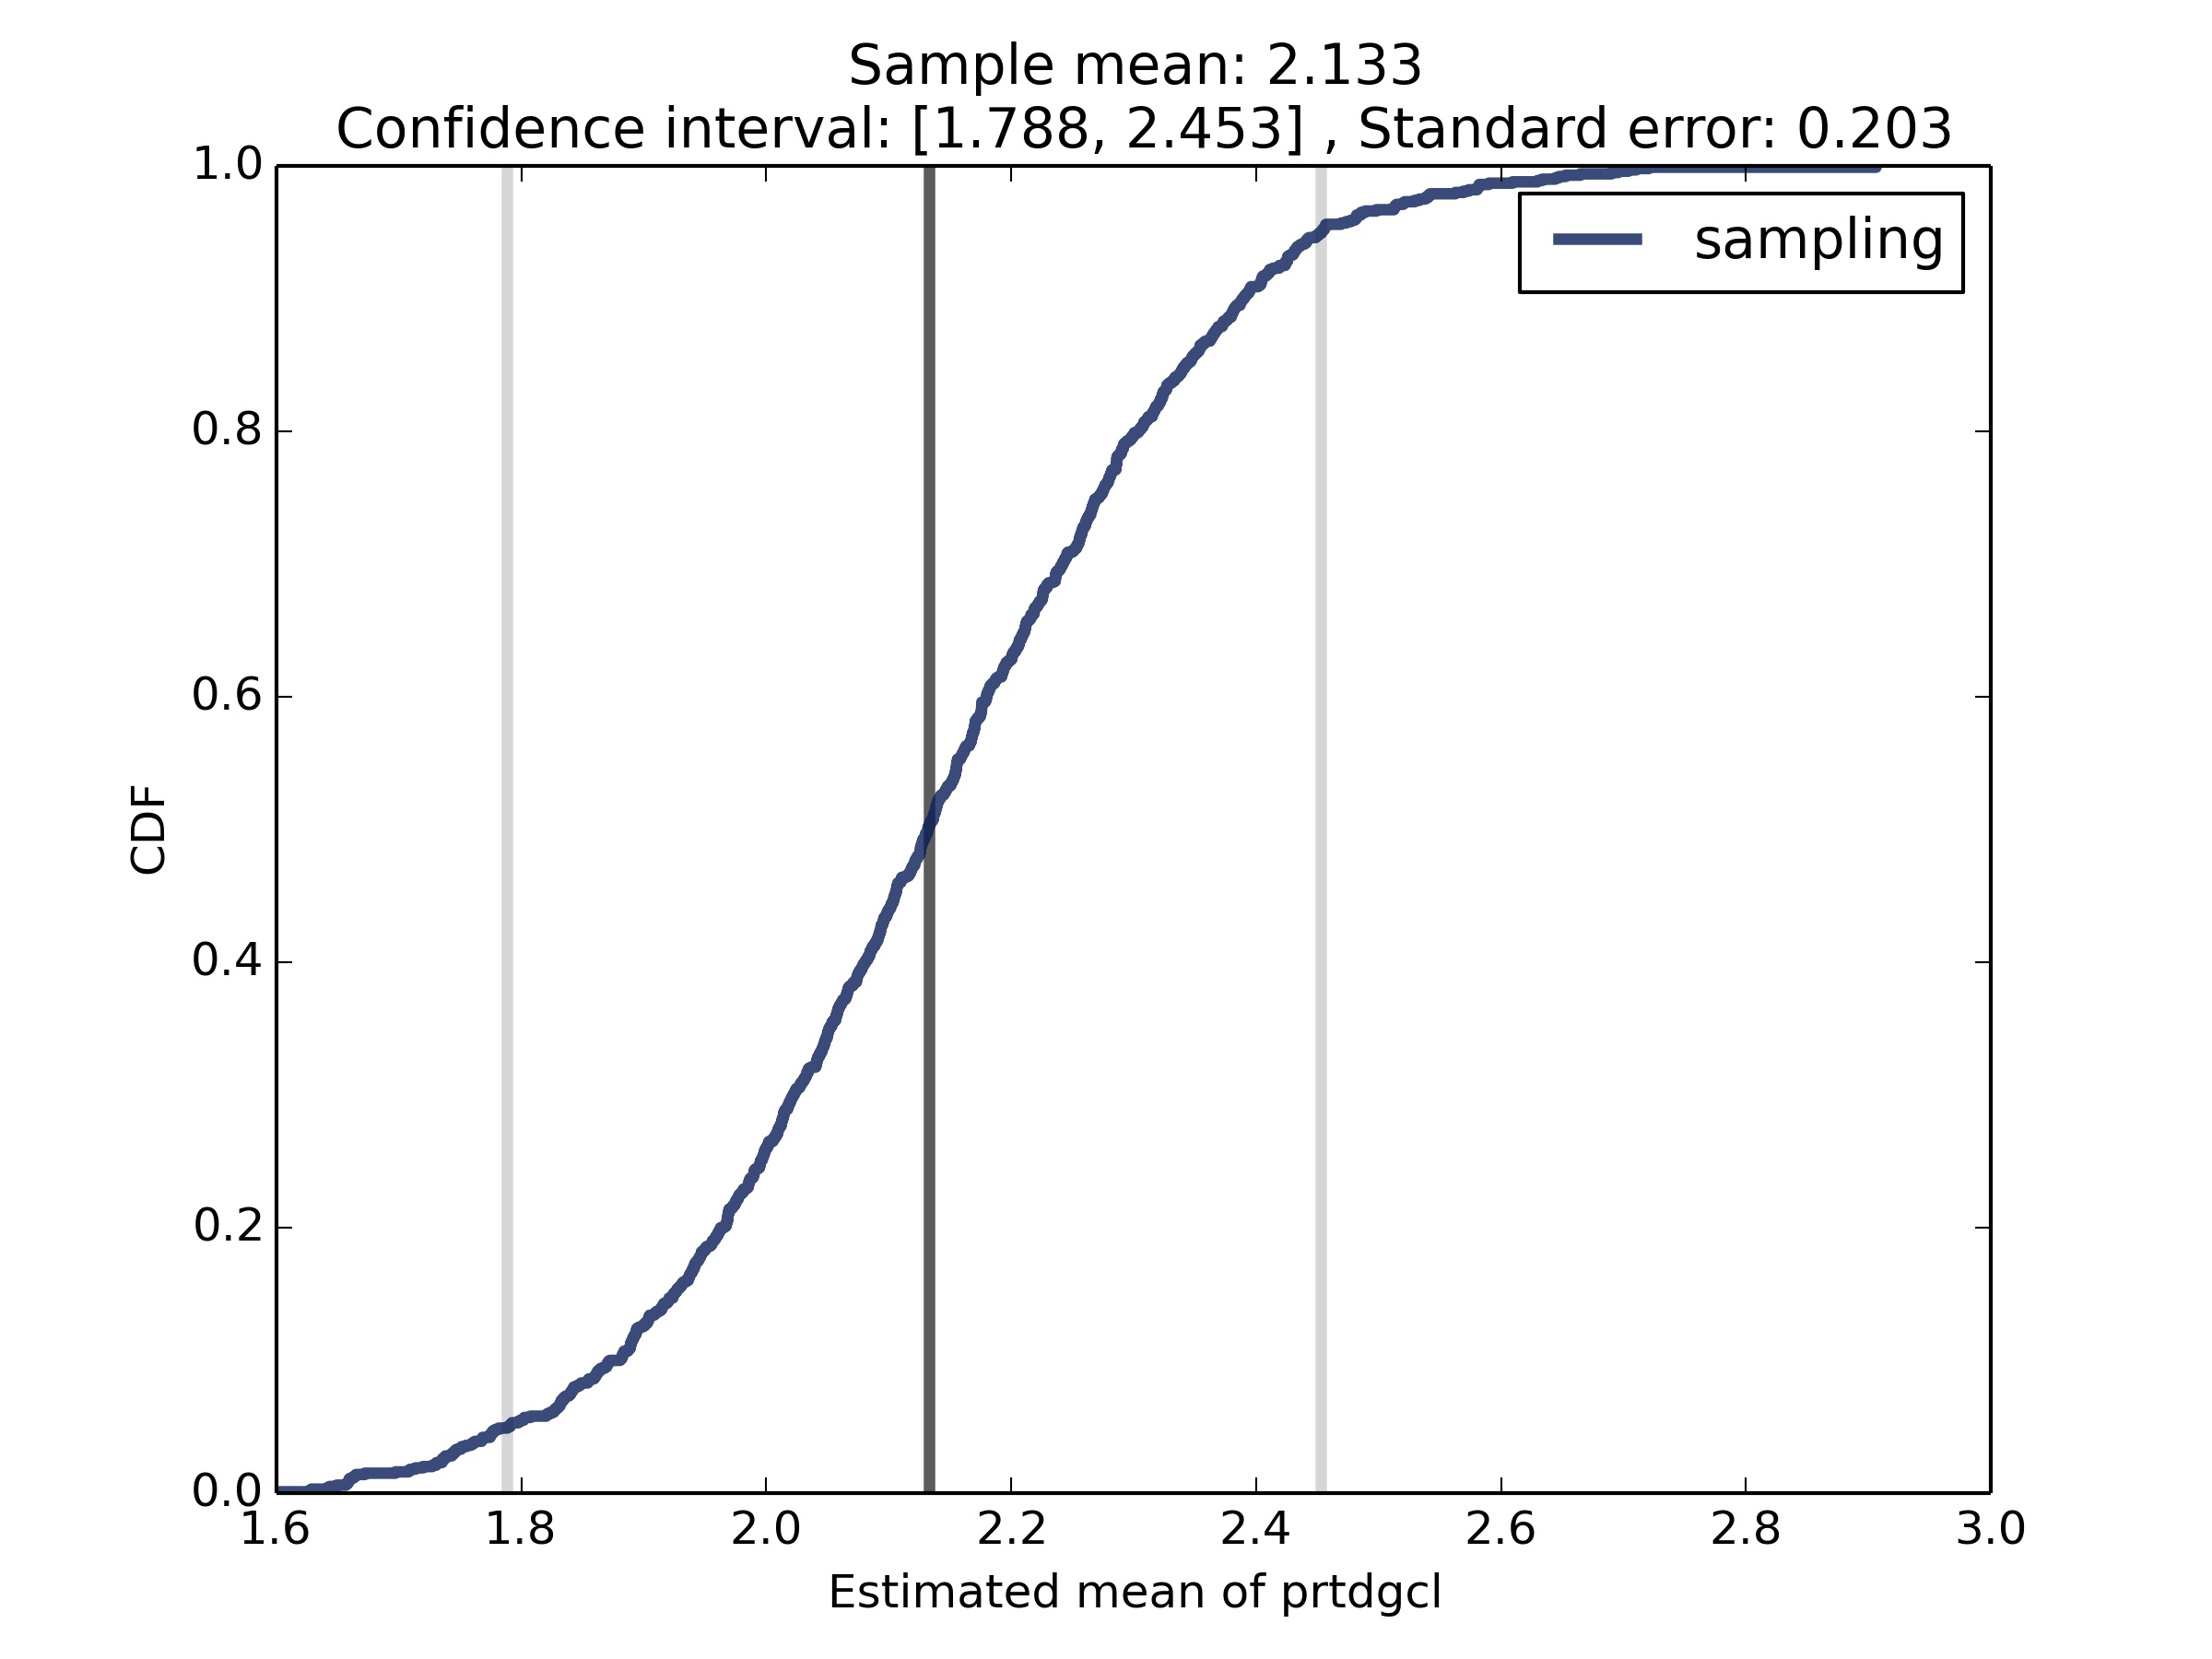 Sample mean: 2.133
Confidence interval: [1.788, 2.453] , Standard error: 0.203
1.0
0.8
0.6
0.4
0.2
0.0
CDF
sampling
1.6 1.8 2.0 2.2 2.4 2.6 2.8 3.0
Estimated mean of prtdgcl